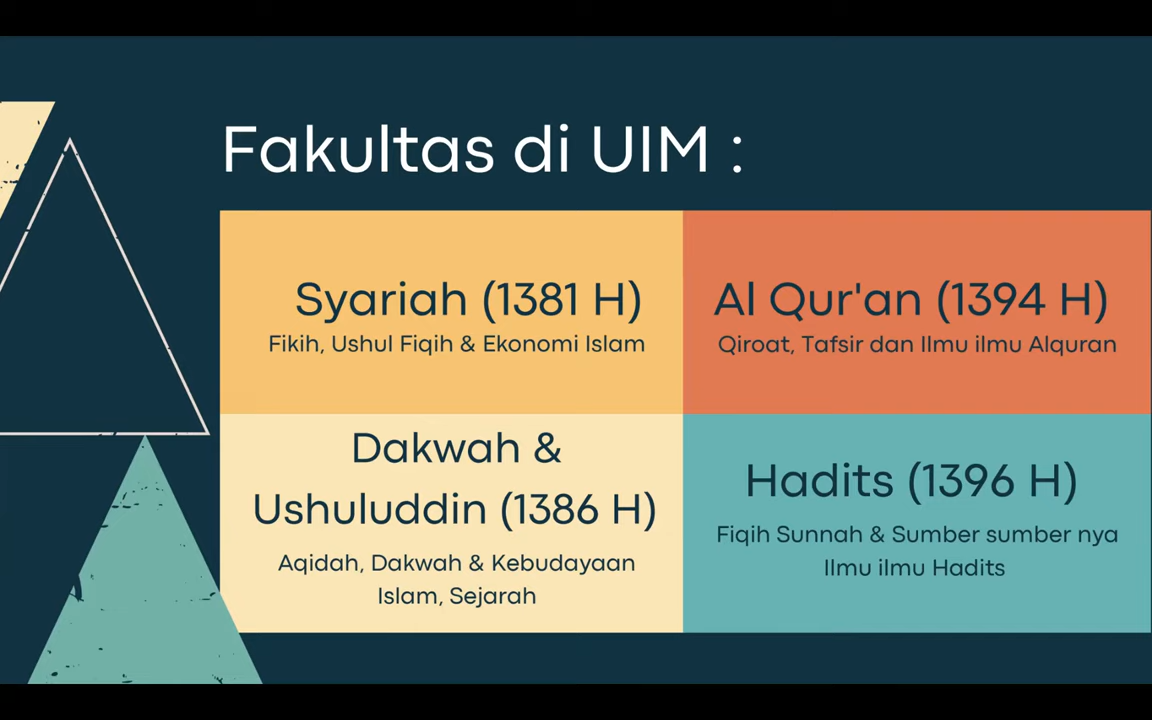 Fakultas di UIM :
Syariah (1381 H)
Fikih, Ushul Fiqih & Ekonomi Islam
Al Qur'an (1394 H)
Qiroat, Tafsir dan Ilmu ilmu Alquran
Dakwah &
Ushuluddin (1386 H)
Aqidah, Dakwah & Kebudayaan
Islam, Sejarah
Hadits (1396 H)
Fiqih Sunnah & Sumber sumber nya
Ilmu ilmu Hadits